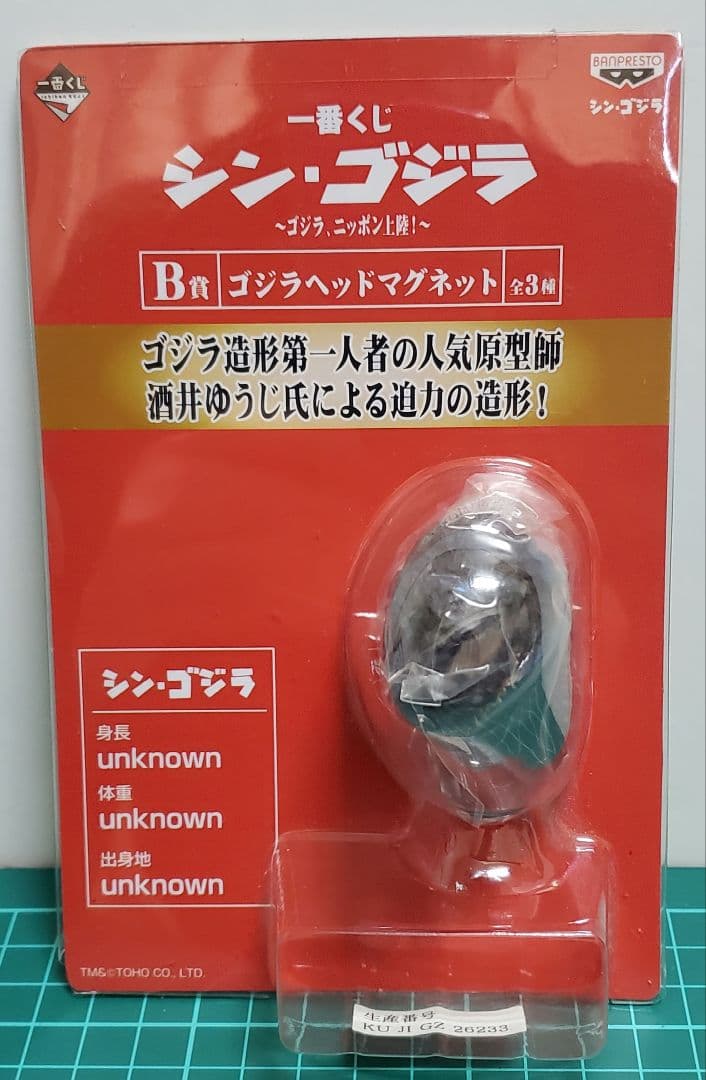 一番くじ
BANPRESTO
シン・ゴジラ
一番くじ
シン・ゴジラ
~ゴジラ、ニッポン上陸!~
B賞 ゴジラヘッドマグネット 全3種
ゴジラ造形第一人者の人気原型師
酒井ゆうじ氏による迫力の造形!
シン・ゴジラ
身長
unknown
体重
unknown
出身地
unknown
TM&©TOHO CO., LTD.
生産番号
KU JI GZ 26233